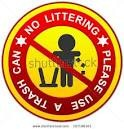 NO LITTERING
PLEASE USE A TRASH CAN